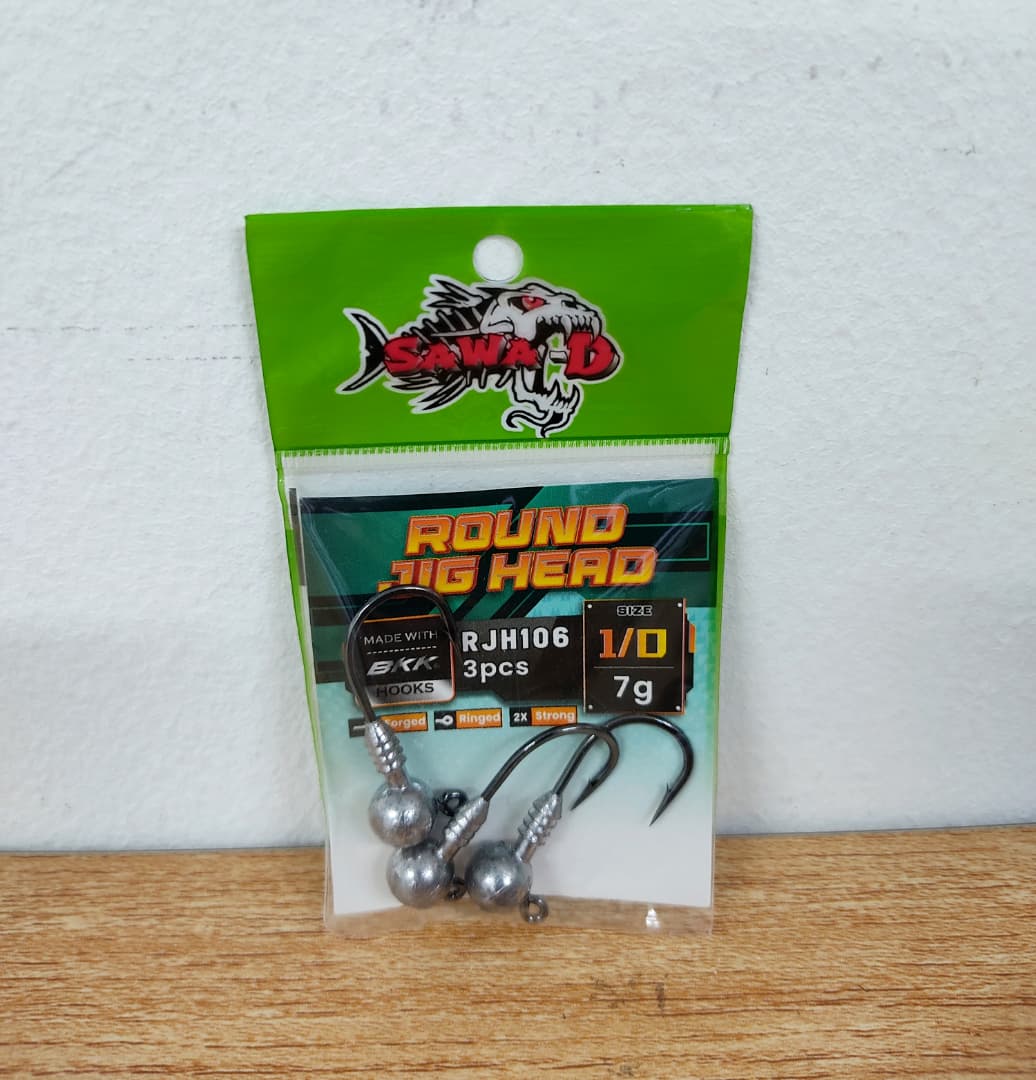 SAWA-D
ROUND
JIG HEAD
SIZE
1/0
7g
MADE WITH
BKK
HOOKS
RJH106
3pcs
Forged
Ringed
2X Strong